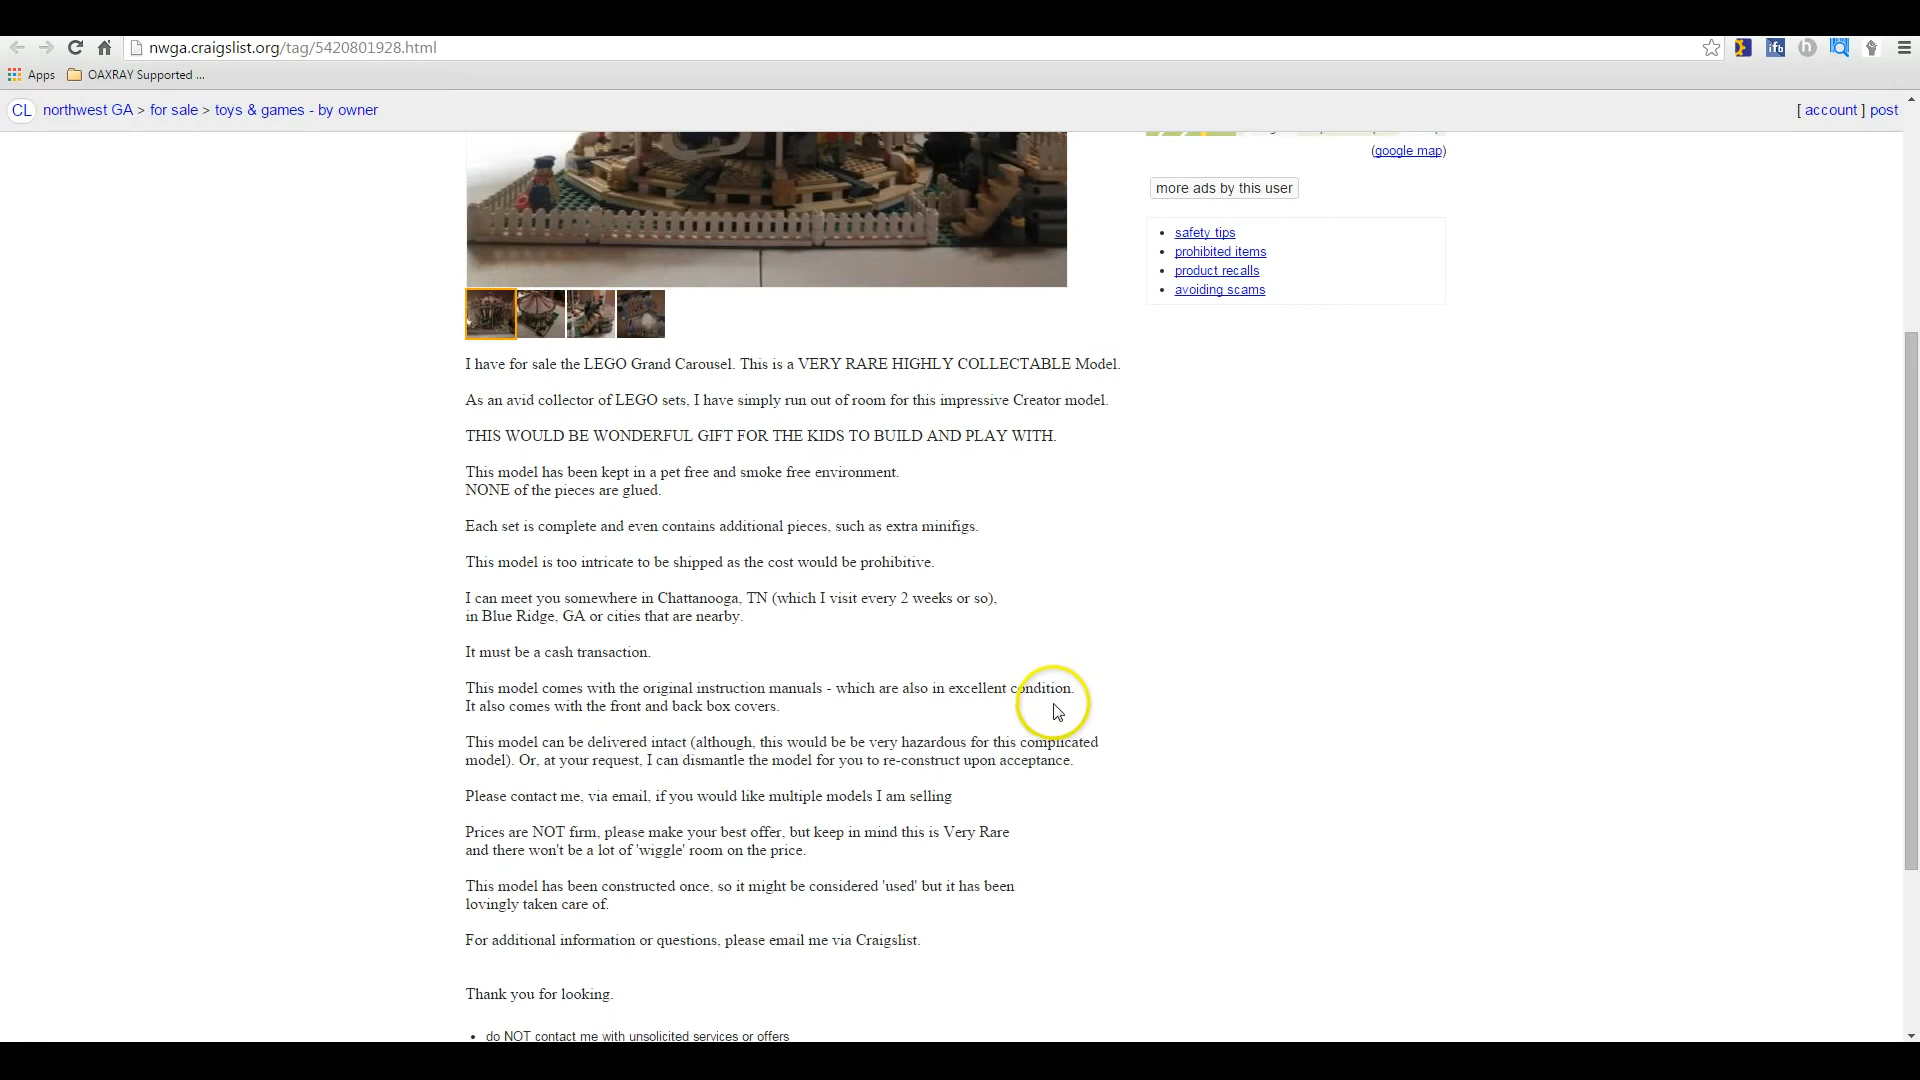 nwga.craigslist.org/tag/5420801928.html
ifb
h
Apps
OAXRAY Supported ...
CL northwest GA > for sale > toys & games - by owner
[ account ] post
(google map)
more ads by this user
safety tips
prohibited items
product recalls
avoiding scams
I have for sale the LEGO Grand Carousel. This is a VERY RARE HIGHLY COLLECTABLE Model.
As an avid collector of LEGO sets, I have simply run out of room for this impressive Creator model.
THIS WOULD BE WONDERFUL GIFT FOR THE KIDS TO BUILD AND PLAY WITH.
This model has been kept in a pet free and smoke free environment.
NONE of the pieces are glued.
Each set is complete and even contains additional pieces, such as extra minifigs.
This model is too intricate to be shipped as the cost would be prohibitive.
I can meet you somewhere in Chattanooga, TN (which I visit every 2 weeks or so),
in Blue Ridge, GA or cities that are nearby.
It must be a cash transaction.
This model comes with the original instruction manuals - which are also in excellent condition.
It also comes with the front and back box covers.
This model can be delivered intact (although, this would be be very hazardous for this complicated
model). Or, at your request, I can dismantle the model for you to re-construct upon acceptance.
Please contact me, via email, if you would like multiple models I am selling
Prices are NOT firm, please make your best offer, but keep in mind this is Very Rare
and there won't be a lot of 'wiggle' room on the price.
This model has been constructed once, so it might be considered 'used' but it has been
lovingly taken care of.
For additional information or questions, please email me via Craigslist.
Thank you for looking.
do NOT contact me with unsolicited services or offers